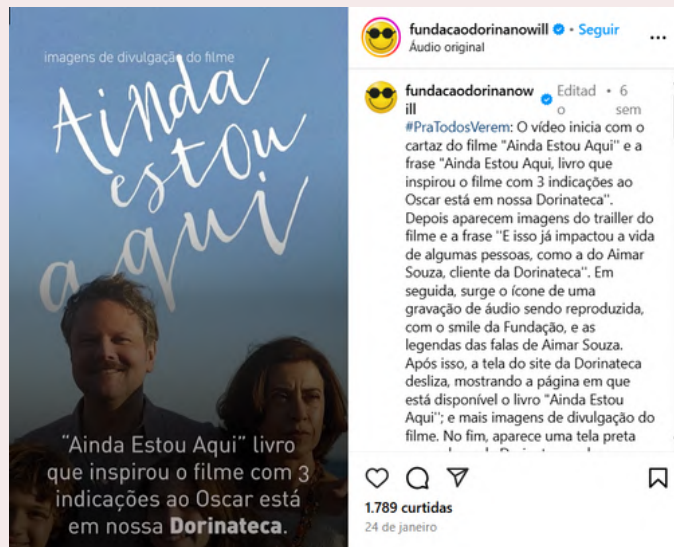 imagens de divulgação do filme
Ainda
estou
aqui
“Ainda Estou Aqui” livro
que inspirou o filme com 3
indicações ao Oscar está
em nossa Dorinateca.
fundacaodorinanowill • Seguir
Áudio original
...
fundacaodorinanow Editad • 6
ill o sem
#PraTodosVerem: O vídeo inicia com o
cartaz do filme "Ainda Estou Aqui" e a
frase "Ainda Estou Aqui, livro que
inspirou o filme com 3 indicações ao
Oscar está em nossa Dorinateca".
Depois aparecem imagens do trailler do
filme e a frase "E isso já impactou a vida
de algumas pessoas, como a do Aimar
Souza, cliente da Dorinateca". Em
seguida, surge o ícone de uma
gravação de áudio sendo reproduzida,
com o smile da Fundação, e as
legendas das falas de Aimar Souza.
Após isso, a tela do site da Dorinateca
desliza, mostrando a página em que
está disponível o livro "Ainda Estou
Aqui"; e mais imagens de divulgação do
filme. No fim, aparece uma tela preta
1.789 curtidas
24 de janeiro